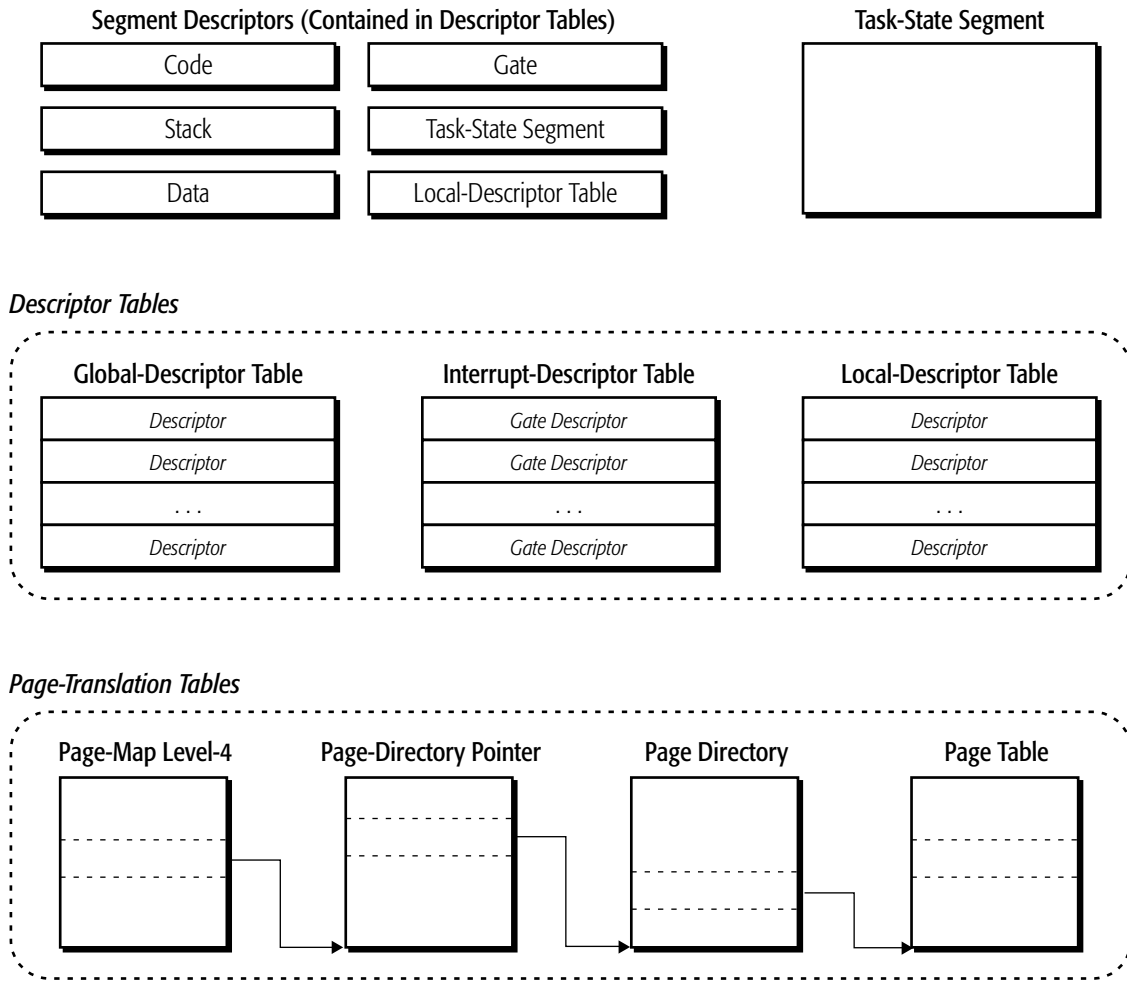 Segment Descriptors (Contained in Descriptor Tables)
Task-State Segment
Code
Gate
Stack
Task-State Segment
Data
Local-Descriptor Table
Descriptor Tables
Global-Descriptor Table
Interrupt-Descriptor Table
Local-Descriptor Table
Descriptor
Gate Descriptor
Descriptor
Descriptor
Gate Descriptor
Descriptor
. . .
. . .
. . .
Descriptor
Gate Descriptor
Descriptor
Page-Translation Tables
Page-Map Level-4
Page-Directory Pointer
Page Directory
Page Table